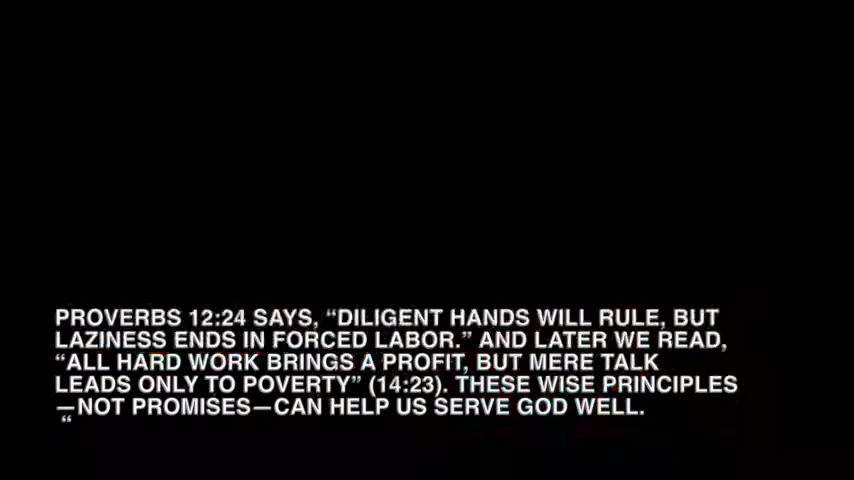 PROVERBS 12:24 SAYS, “DILIGENT HANDS WILL RULE, BUT
LAZINESS ENDS IN FORCED LABOR.” AND LATER WE READ,
“ALL HARD WORK BRINGS A PROFIT, BUT MERE TALK
LEADS ONLY TO POVERTY” (14:23). THESE WISE PRINCIPLES
—NOT PROMISES—CAN HELP US SERVE GOD WELL.
“